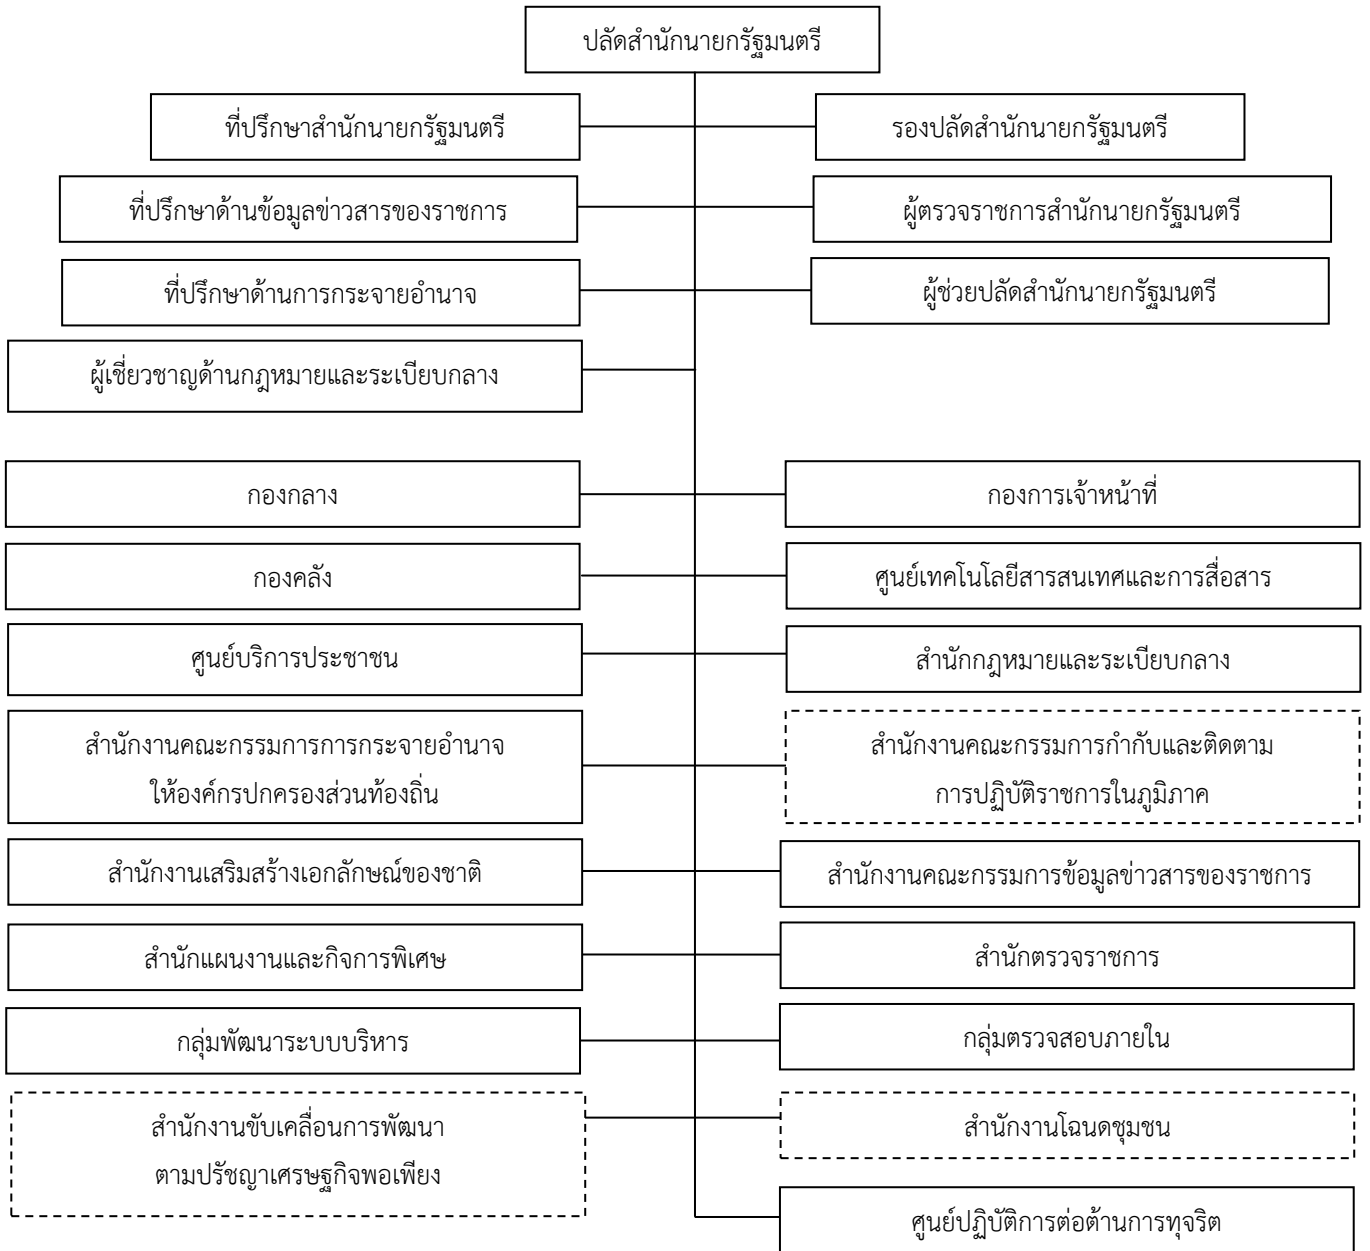 ปลัดสำนักนายกรัฐมนตรี
ที่ปรึกษาสำนักนายกรัฐมนตรี
รองปลัดสำนักนายกรัฐมนตรี
ที่ปรึกษาด้านข้อมูลข่าวสารของราชการ
ผู้ตรวจราชการสำนักนายกรัฐมนตรี
ที่ปรึกษาด้านการกระจายอำนาจ
ผู้ช่วยปลัดสำนักนายกรัฐมนตรี
ผู้เชี่ยวชาญด้านกฎหมายและระเบียบกลาง
กองกลาง
กองการเจ้าหน้าที่
กองคลัง
ศูนย์เทคโนโลยีสารสนเทศและการสื่อสาร
ศูนย์บริการประชาชน
สำนักกฎหมายและระเบียบกลาง
สำนักงานคณะกรรมการการกระจายอำนาจ
ให้องค์กรปกครองส่วนท้องถิ่น
สำนักงานคณะกรรมการกำกับและติดตาม
การปฏิบัติราชการในภูมิภาค
สำนักงานเสริมสร้างเอกลักษณ์ของชาติ
สำนักงานคณะกรรมการข้อมูลข่าวสารของราชการ
สำนักแผนงานและกิจการพิเศษ
สำนักตรวจราชการ
กลุ่มพัฒนาระบบบริหาร
กลุ่มตรวจสอบภายใน
สำนักงานขับเคลื่อนการพัฒนา
ตามปรัชญาเศรษฐกิจพอเพียง
สำนักงานโฉนดชุมชน
ศูนย์ปฏิบัติการต่อต้านการทุจริต